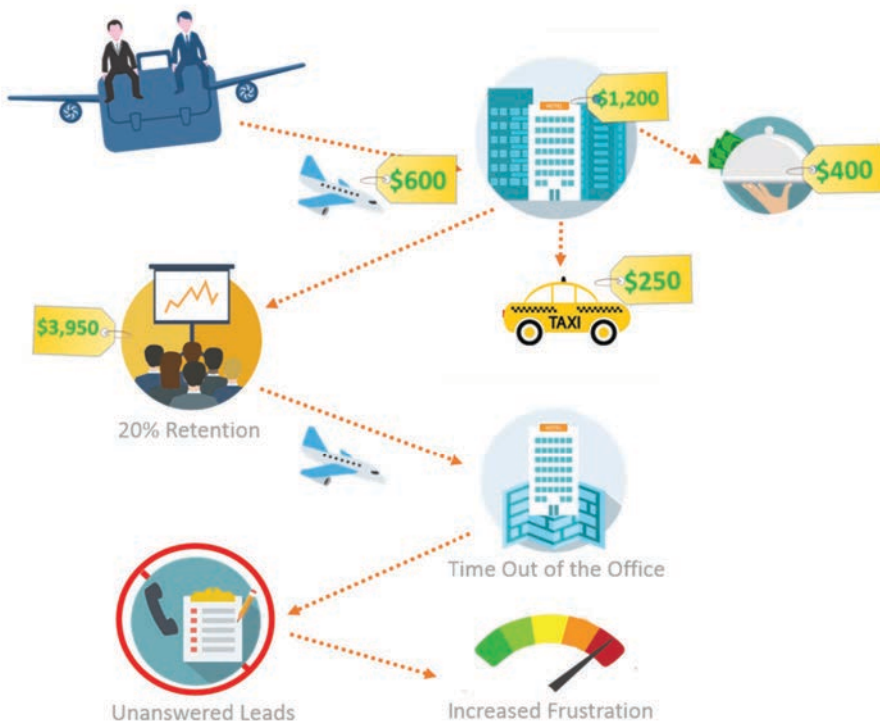 $1,200
$600
$400
$250
TAXI
$3,950
20% Retention
Time Out of the Office
Unanswered Leads
Increased Frustration